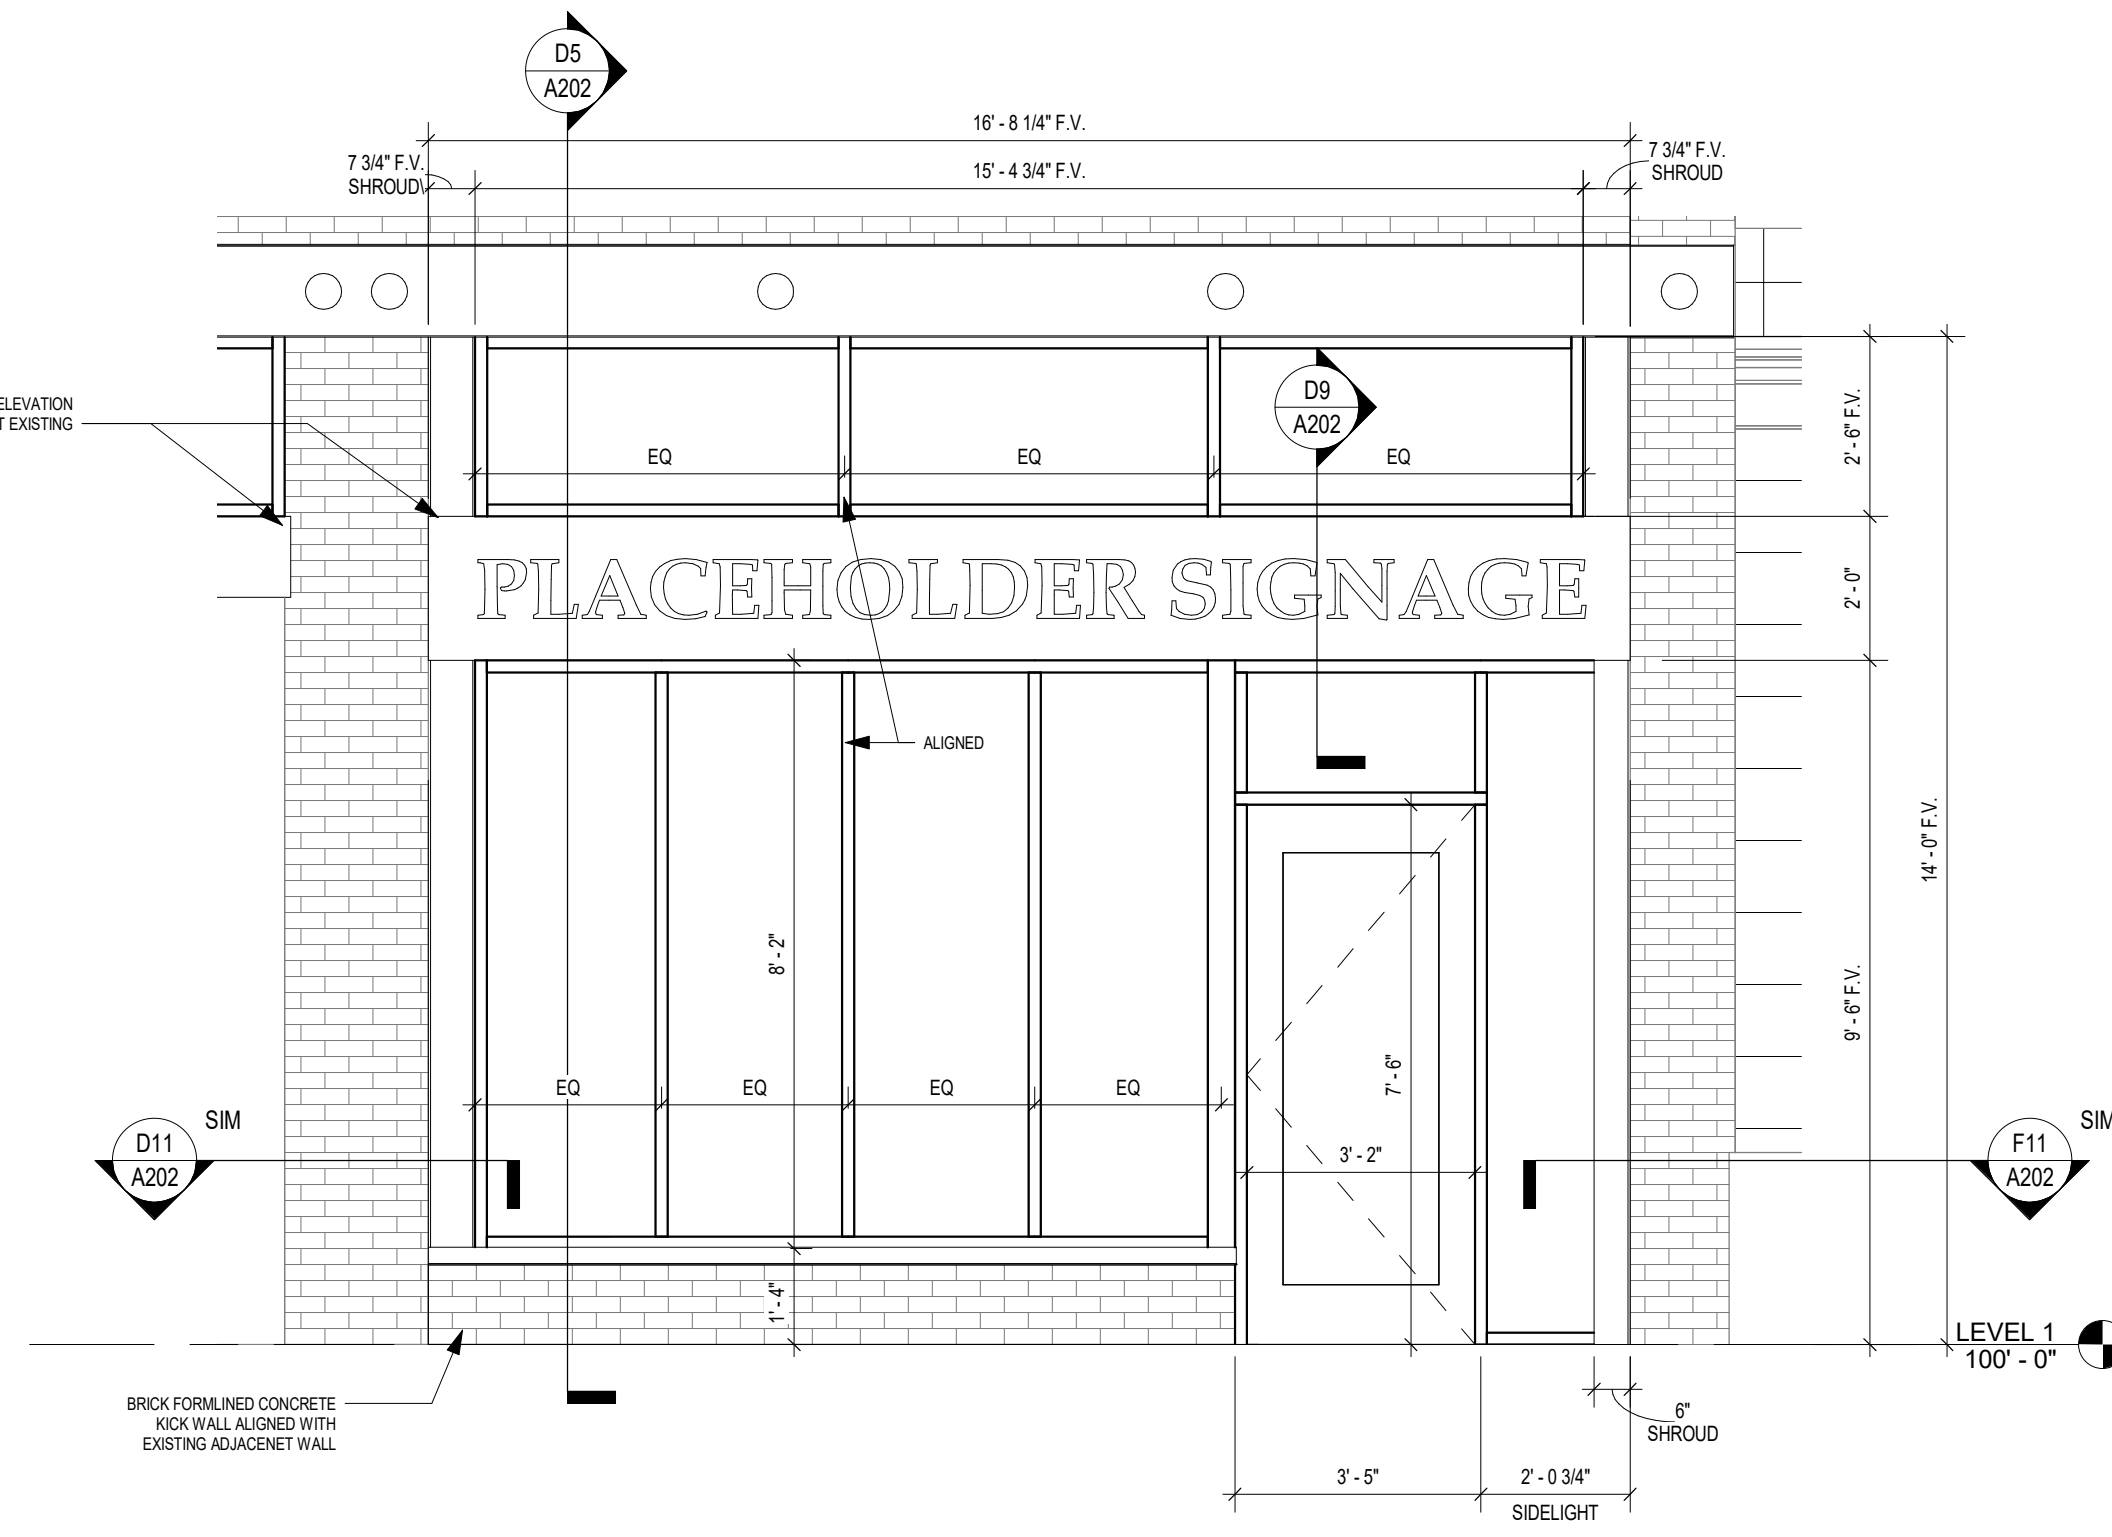 D5
A202
16' - 8 1/4" F.V.
7 3/4" F.V.
SHROUD
15' - 4 3/4" F.V.
7 3/4" F.V.
SHROUD
D9
A202
ELEVATION
EXISTING
EQ
EQ
EQ
2' - 6" F.V.
PLACEHOLDER SIGNAGE
2' - 0"
ALIGNED
14' - 0" F.V.
8' - 2"
9' - 6" F.V.
7' - 6"
EQ
EQ
EQ
EQ
SIM
D11
A202
3' - 2"
SIM
F11
A202
1' - 4"
LEVEL 1
100' - 0"
BRICK FORMLINED CONCRETE
KICK WALL ALIGNED WITH
EXISTING ADJACENET WALL
6"
SHROUD
3' - 5"
2' - 0 3/4"
SIDELIGHT